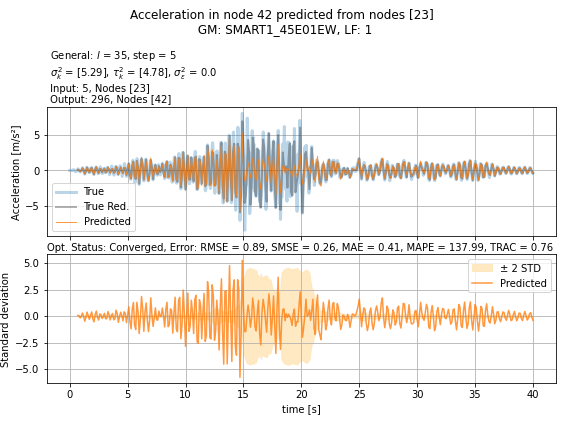 Acceleration in node 42 predicted from nodes [23]
GM: SMART1_45E01EW, LF: 1
General: l = 35, step = 5
σ²ₖ = [5.29], τ²ₖ = [4.78], σ²ε = 0.0
Input: 5, Nodes [23]
Output: 296, Nodes [42]
Acceleration [m/s²]
5
0
−5
True
True Red.
Predicted
Opt. Status: Converged, Error: RMSE = 0.89, SMSE = 0.26, MAE = 0.41, MAPE = 137.99, TRAC = 0.76
Standard deviation
5.0
2.5
0.0
−2.5
−5.0
± 2 STD
Predicted
0 5 10 15 20 25 30 35 40
time [s]